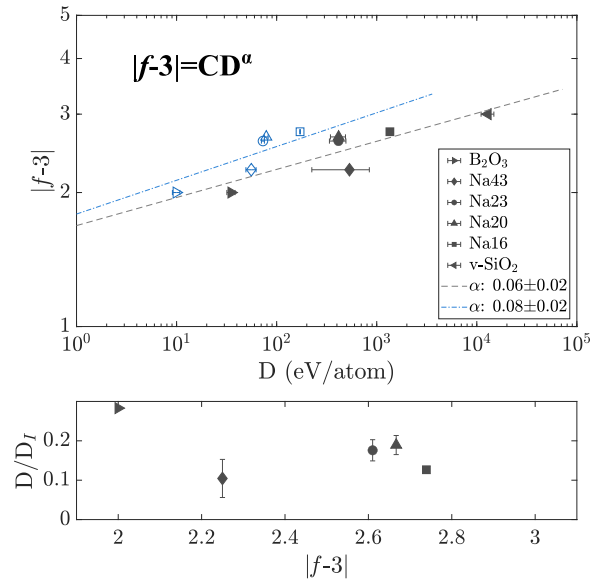 |f-3|=CD^α
5
4
3
2
1
|f-3|
10^0
10^1
10^2
10^3
10^4
10^5
D (eV/atom)
B₂O₃
Na43
Na23
Na20
Na16
v-SiO₂
α: 0.06±0.02
α: 0.08±0.02
0.2
0.1
0
D/D_I
2
2.2
2.4
2.6
2.8
3
|f-3|